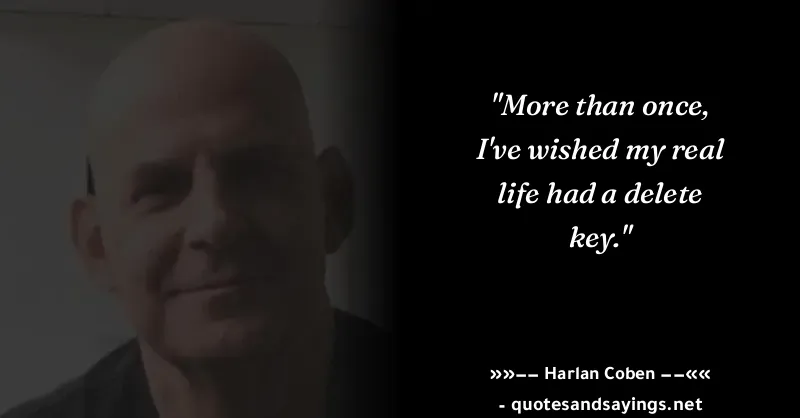 "More than once,
I've wished my real
life had a delete
key."
»»–– Harlan Coben ––««
- quotesandsayings.net